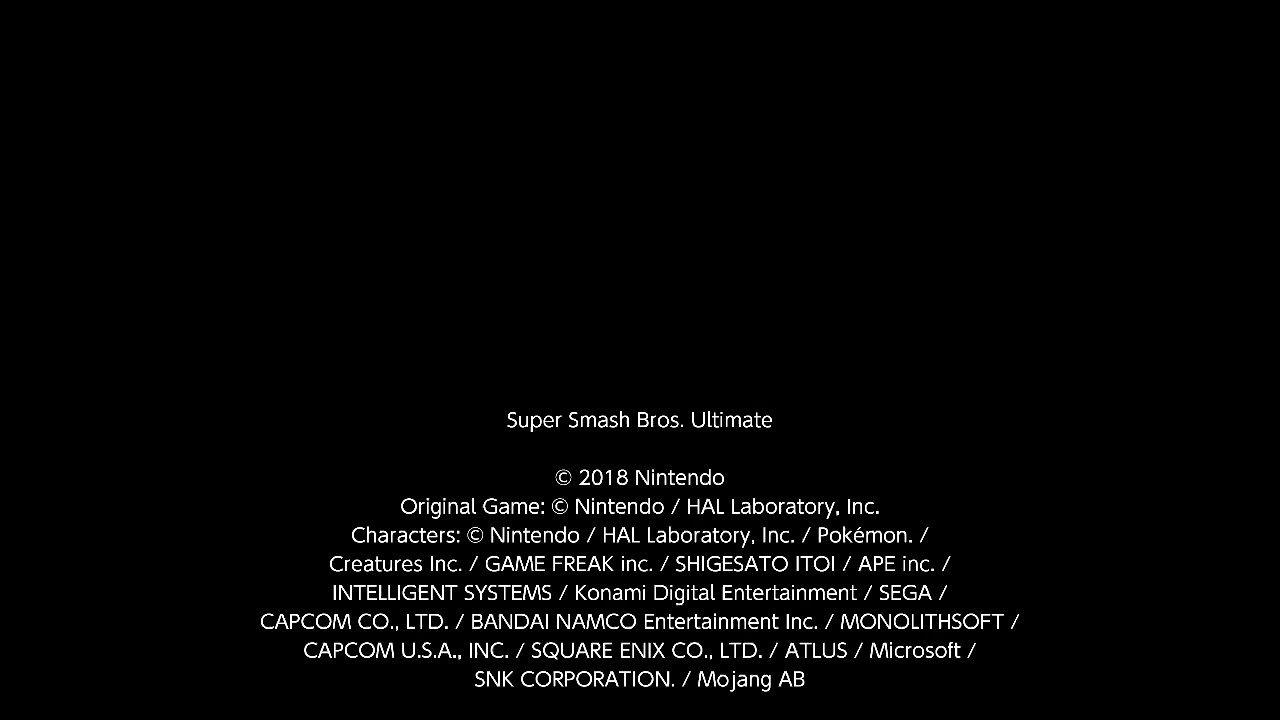 Super Smash Bros. Ultimate
© 2018 Nintendo
Original Game: © Nintendo / HAL Laboratory, Inc.
Characters: © Nintendo / HAL Laboratory, Inc. / Pokémon. /
Creatures Inc. / GAME FREAK inc. / SHIGESATO ITOI / APE inc. /
INTELLIGENT SYSTEMS / Konami Digital Entertainment / SEGA /
CAPCOM CO., LTD. / BANDAI NAMCO Entertainment Inc. / MONOLITHSOFT /
CAPCOM U.S.A., INC. / SQUARE ENIX CO., LTD. / ATLUS / Microsoft /
SNK CORPORATION. / Mojang AB